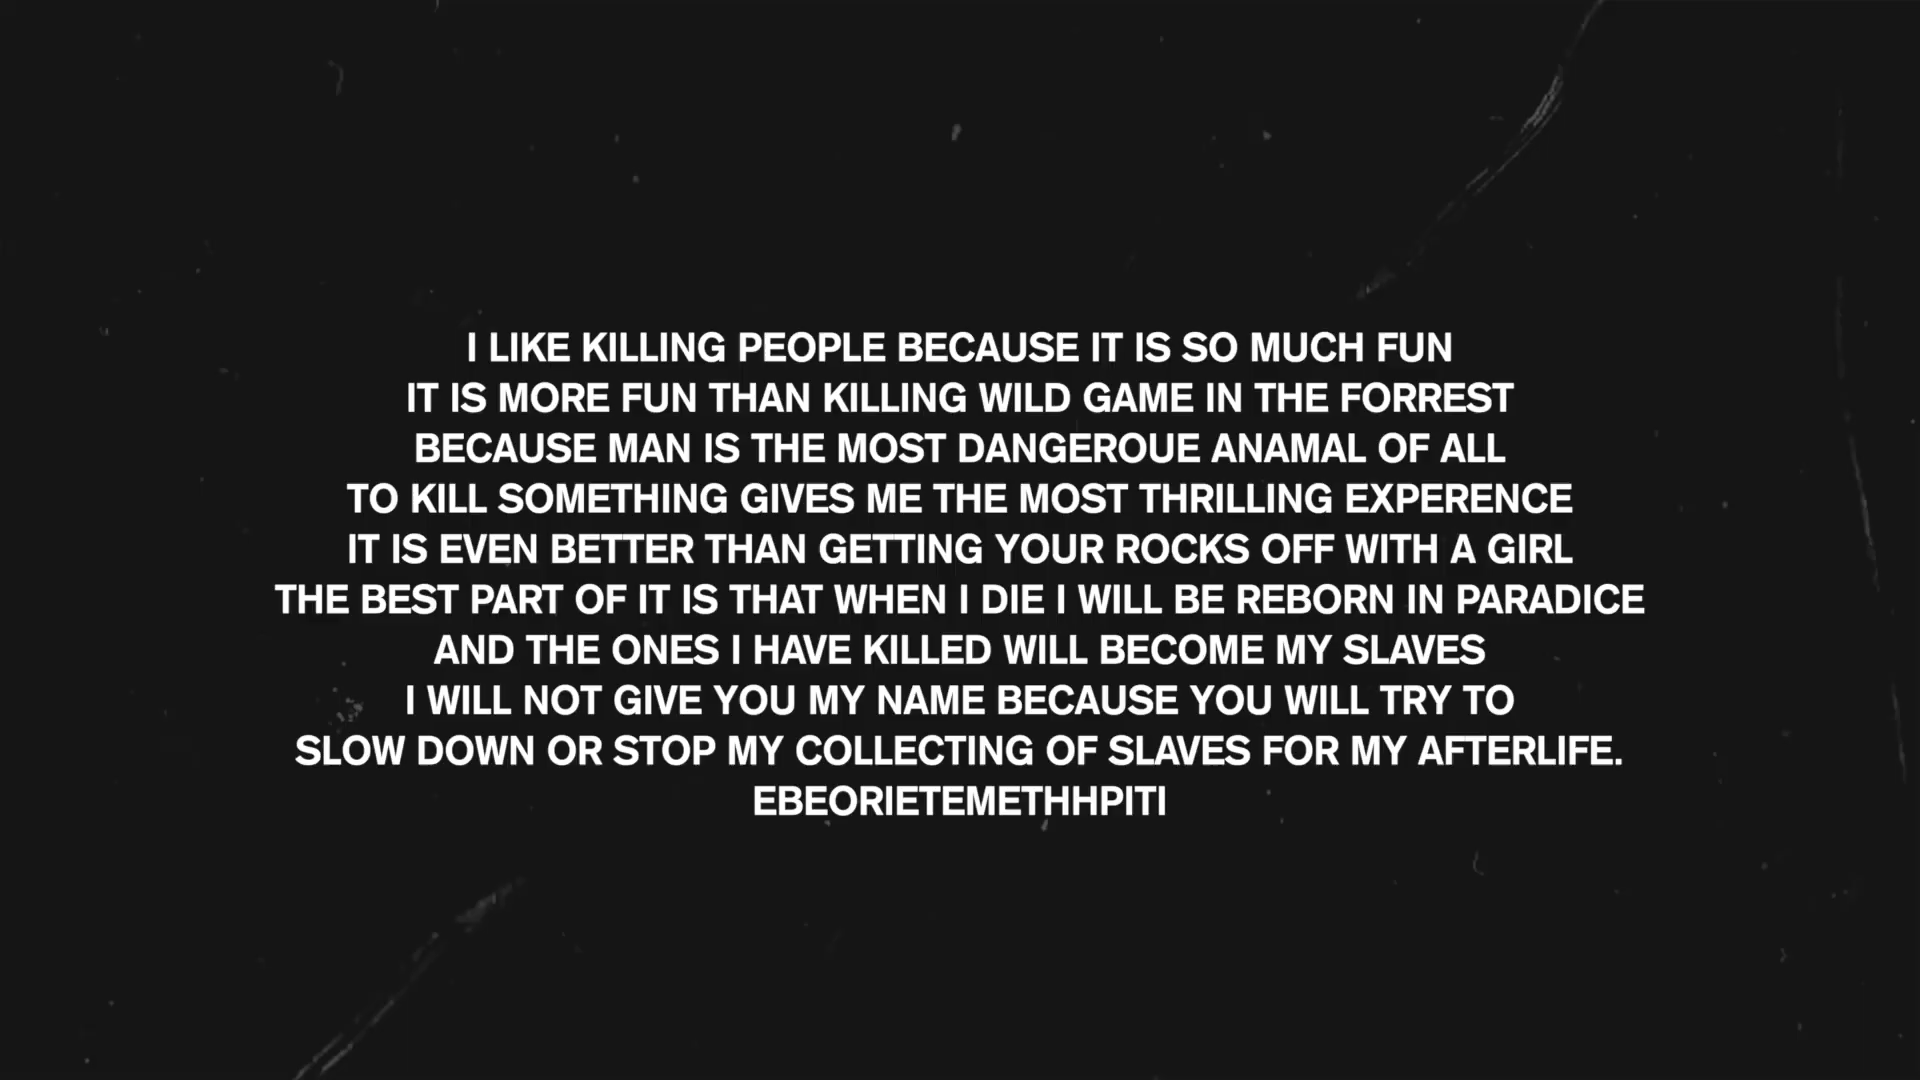 I LIKE KILLING PEOPLE BECAUSE IT IS SO MUCH FUN
IT IS MORE FUN THAN KILLING WILD GAME IN THE FORREST
BECAUSE MAN IS THE MOST DANGEROUE ANAMAL OF ALL
TO KILL SOMETHING GIVES ME THE MOST THRILLING EXPERENCE
IT IS EVEN BETTER THAN GETTING YOUR ROCKS OFF WITH A GIRL
THE BEST PART OF IT IS THAT WHEN I DIE I WILL BE REBORN IN PARADICE
AND THE ONES I HAVE KILLED WILL BECOME MY SLAVES
I WILL NOT GIVE YOU MY NAME BECAUSE YOU WILL TRY TO
SLOW DOWN OR STOP MY COLLECTING OF SLAVES FOR MY AFTERLIFE.
EBEORIETEMETHHPITI